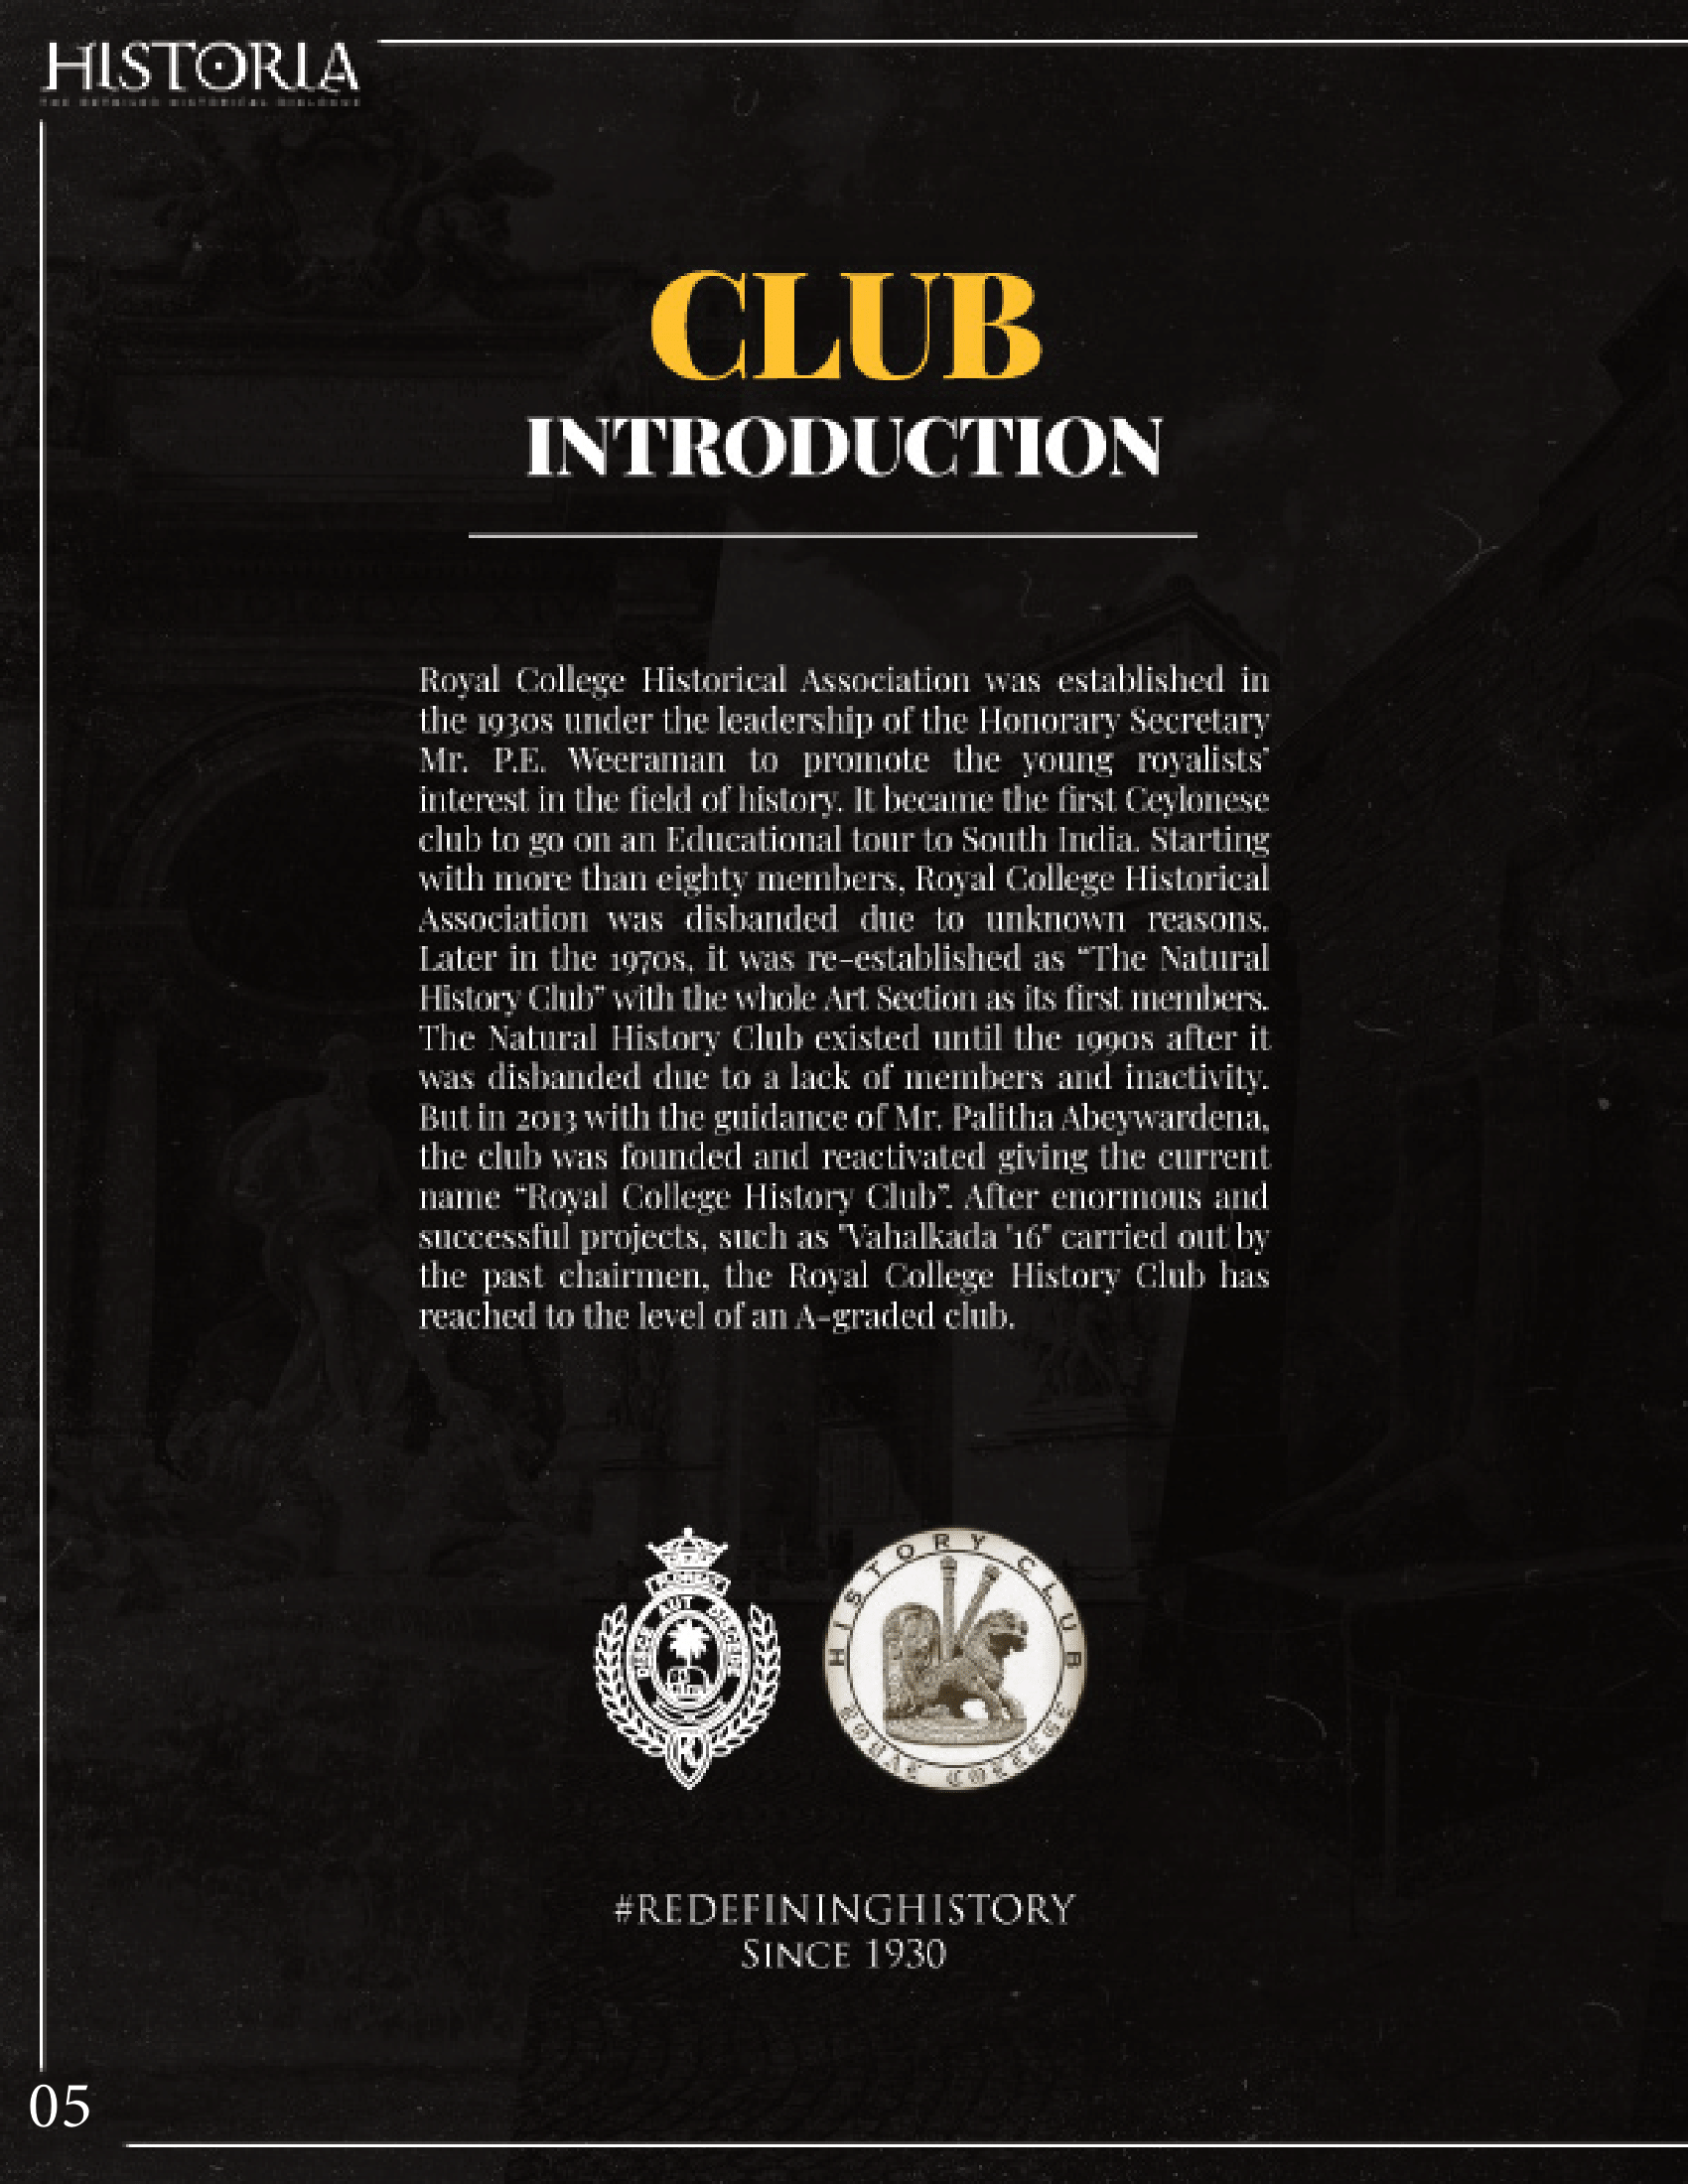 HISTORIA
CLUB
INTRODUCTION
Royal College Historical Association was established in
the 1930s under the leadership of the Honorary Secretary
Mr. P.E. Weeraman to promote the young royalists'
interest in the field of history. It became the first Ceylonese
club to go on an Educational tour to South India. Starting
with more than eighty members, Royal College Historical
Association was disbanded due to unknown reasons.
Later in the 1970s, it was re-established as “The Natural
History Club” with the whole Art Section as its first members.
The Natural History Club existed until the 1990s after it
was disbanded due to a lack of members and inactivity.
But in 2013 with the guidance of Mr. Palitha Abeywardena,
the club was founded and reactivated giving the current
name “Royal College History Club”. After enormous and
successful projects, such as "Vahalkada '16" carried out by
the past chairmen, the Royal College History Club has
reached to the level of an A-graded club.
DISCE AUT DISCEDE
HISTORY CLUB
ROYAL COLLEGE
#REDEFININGHISTORY
SINCE 1930
05